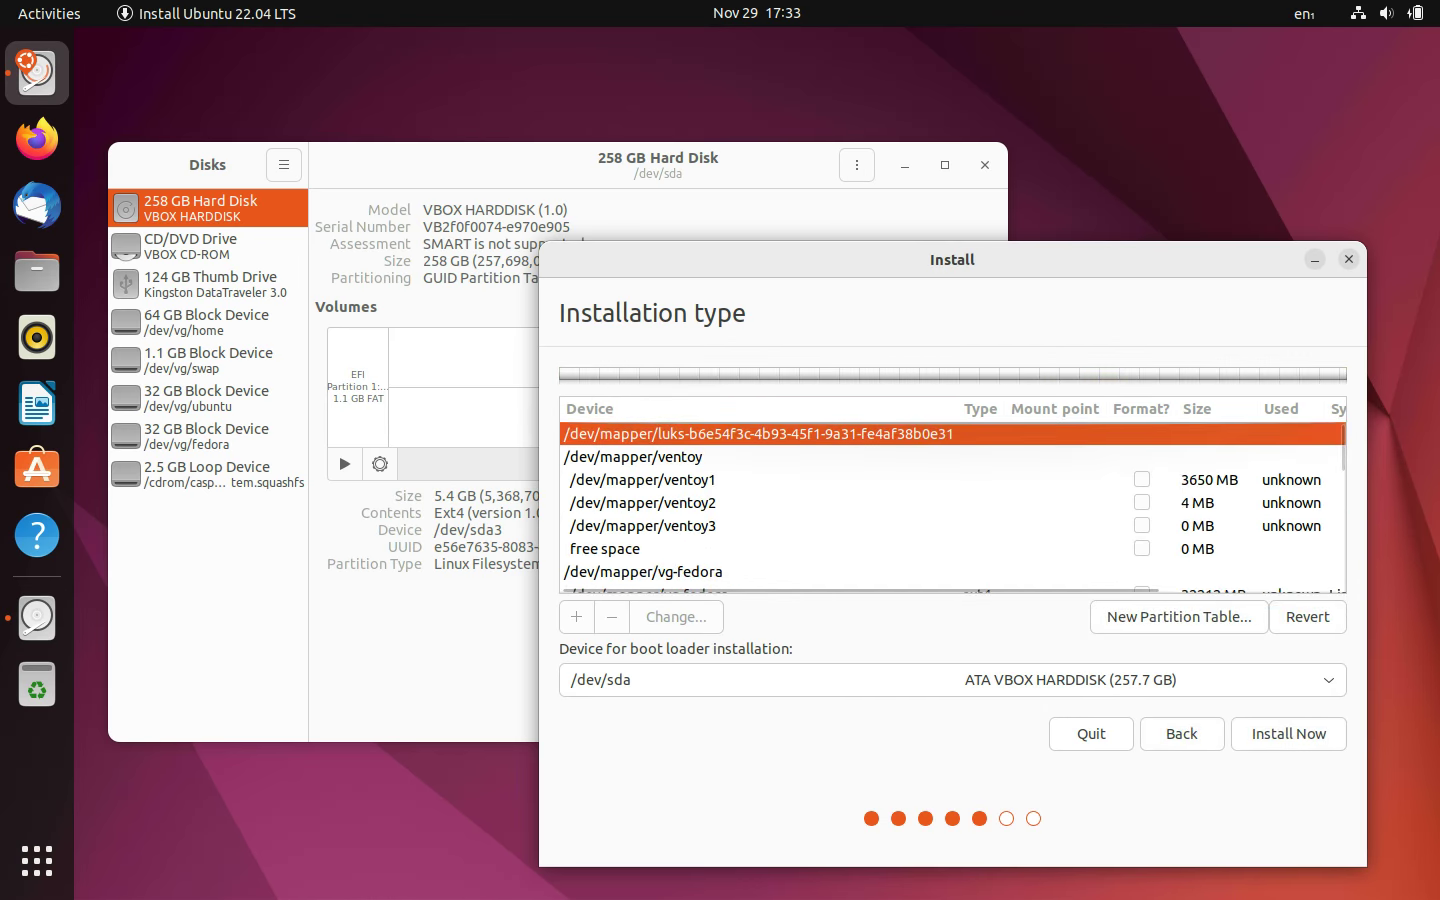 Activities
Install Ubuntu 22.04 LTS
Nov 29 17:33
en₁
Disks
258 GB Hard Disk
/dev/sda
258 GB Hard Disk
VBOX HARDDISK
CD/DVD Drive
VBOX CD-ROM
124 GB Thumb Drive
Kingston DataTraveler 3.0
64 GB Block Device
/dev/vg/home
1.1 GB Block Device
/dev/vg/swap
32 GB Block Device
/dev/vg/ubuntu
32 GB Block Device
/dev/vg/fedora
2.5 GB Loop Device
/cdrom/casp... tem.squashfs
Model VBOX HARDDISK (1.0)
Serial Number VB2f0f0074-e970e905
Assessment SMART is not
Size 258 GB (257,698,0
Partitioning GUID Partition Ta
Volumes
EFI
Partition 1:...
1.1 GB FAT
Size 5.4 GB (5,368,70
Contents Ext4 (version 1.0
Device /dev/sda3
UUID e56e7635-8083-
Partition Type Linux Filesystem
Install
Installation type
Device Type Mount point Format? Size Used Sy
/dev/mapper/luks-b6e54f3c-4b93-45f1-9a31-fe4af38b0e31
/dev/mapper/ventoy
/dev/mapper/ventoy1 3650 MB unknown
/dev/mapper/ventoy2 4 MB unknown
/dev/mapper/ventoy3 0 MB unknown
free space 0 MB
/dev/mapper/vg-fedora
+ − Change...
New Partition Table... Revert
Device for boot loader installation:
/dev/sda ATA VBOX HARDDISK (257.7 GB)
Quit Back Install Now